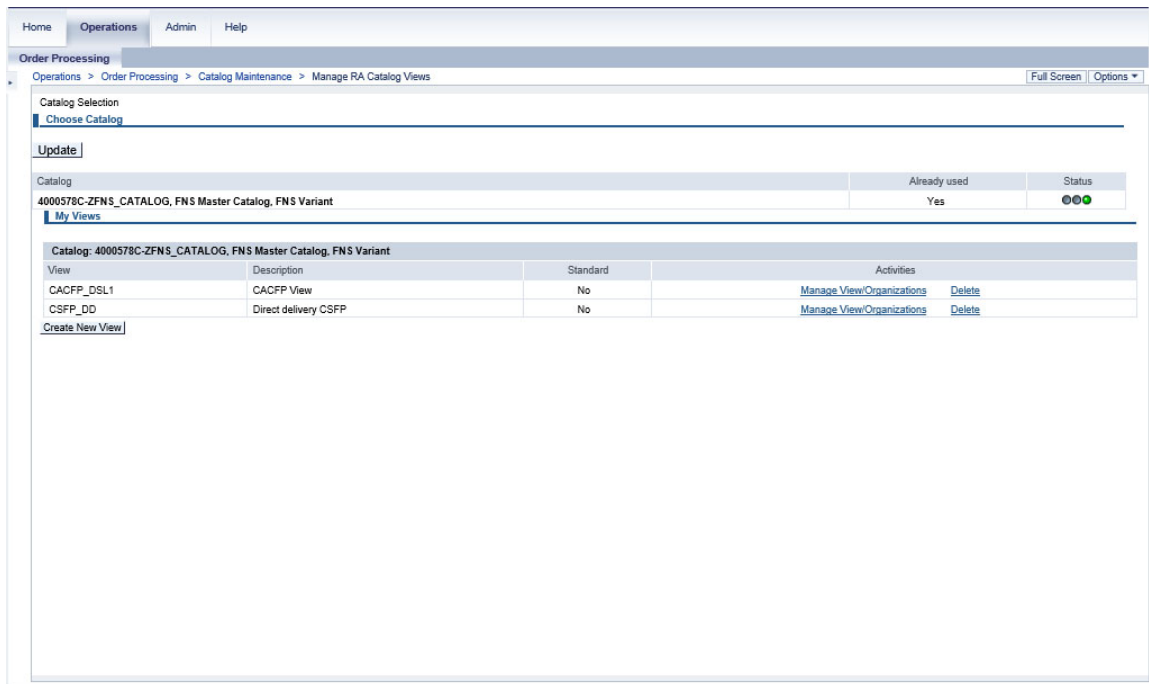 Home Operations Admin Help
Order Processing
Operations > Order Processing > Catalog Maintenance > Manage RA Catalog Views Full Screen Options
Catalog Selection
Choose Catalog
Update
Catalog Already used Status
4000578C-ZFNS_CATALOG, FNS Master Catalog, FNS Variant Yes
My Views
Catalog: 4000578C-ZFNS_CATALOG, FNS Master Catalog, FNS Variant
View Description Standard Activities
CACFP_DSL1 CACFP View No Manage View/Organizations Delete
CSFP_DD Direct delivery CSFP No Manage View/Organizations Delete
Create New View